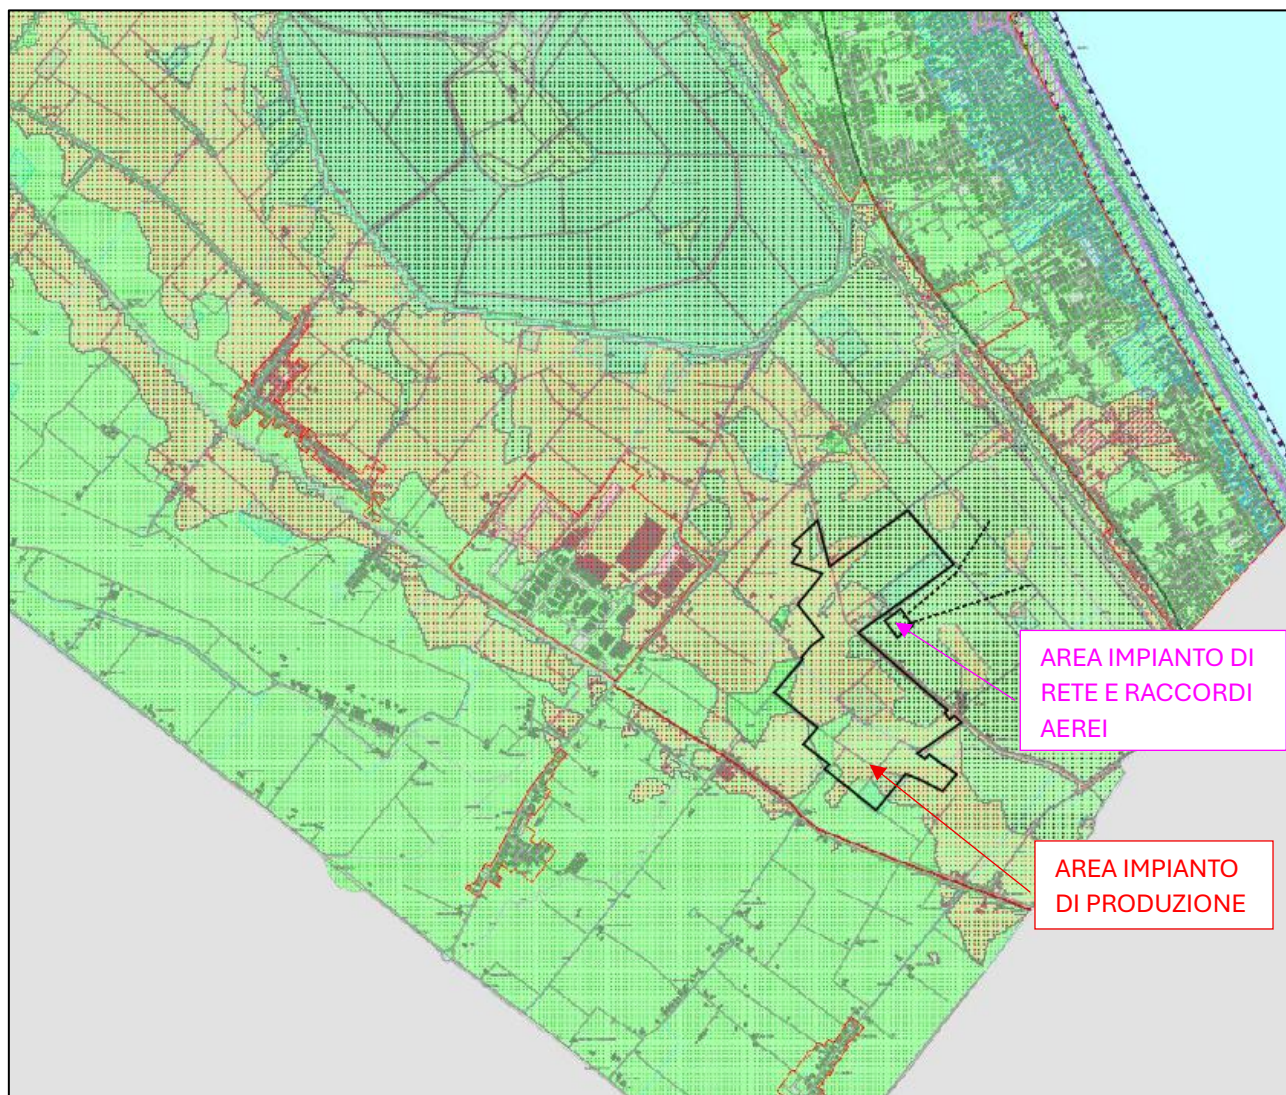 AREA IMPIANTO DI
RETE E RACCORDI
AEREI
AREA IMPIANTO
DI PRODUZIONE